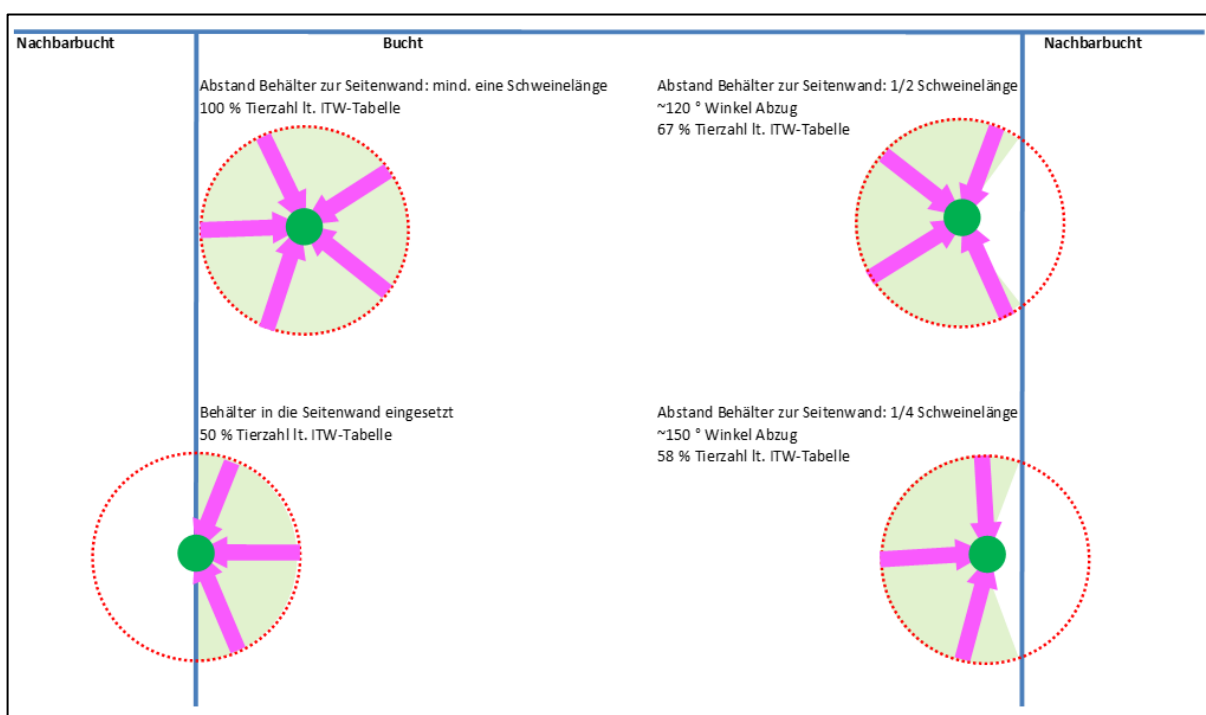 Nachbarbucht
Bucht
Nachbarbucht
Abstand Behälter zur Seitenwand: mind. eine Schweinelänge
100 % Tierzahl lt. ITW-Tabelle
Abstand Behälter zur Seitenwand: 1/2 Schweinelänge
~120 ° Winkel Abzug
67 % Tierzahl lt. ITW-Tabelle
Behälter in die Seitenwand eingesetzt
50 % Tierzahl lt. ITW-Tabelle
Abstand Behälter zur Seitenwand: 1/4 Schweinelänge
~150 ° Winkel Abzug
58 % Tierzahl lt. ITW-Tabelle